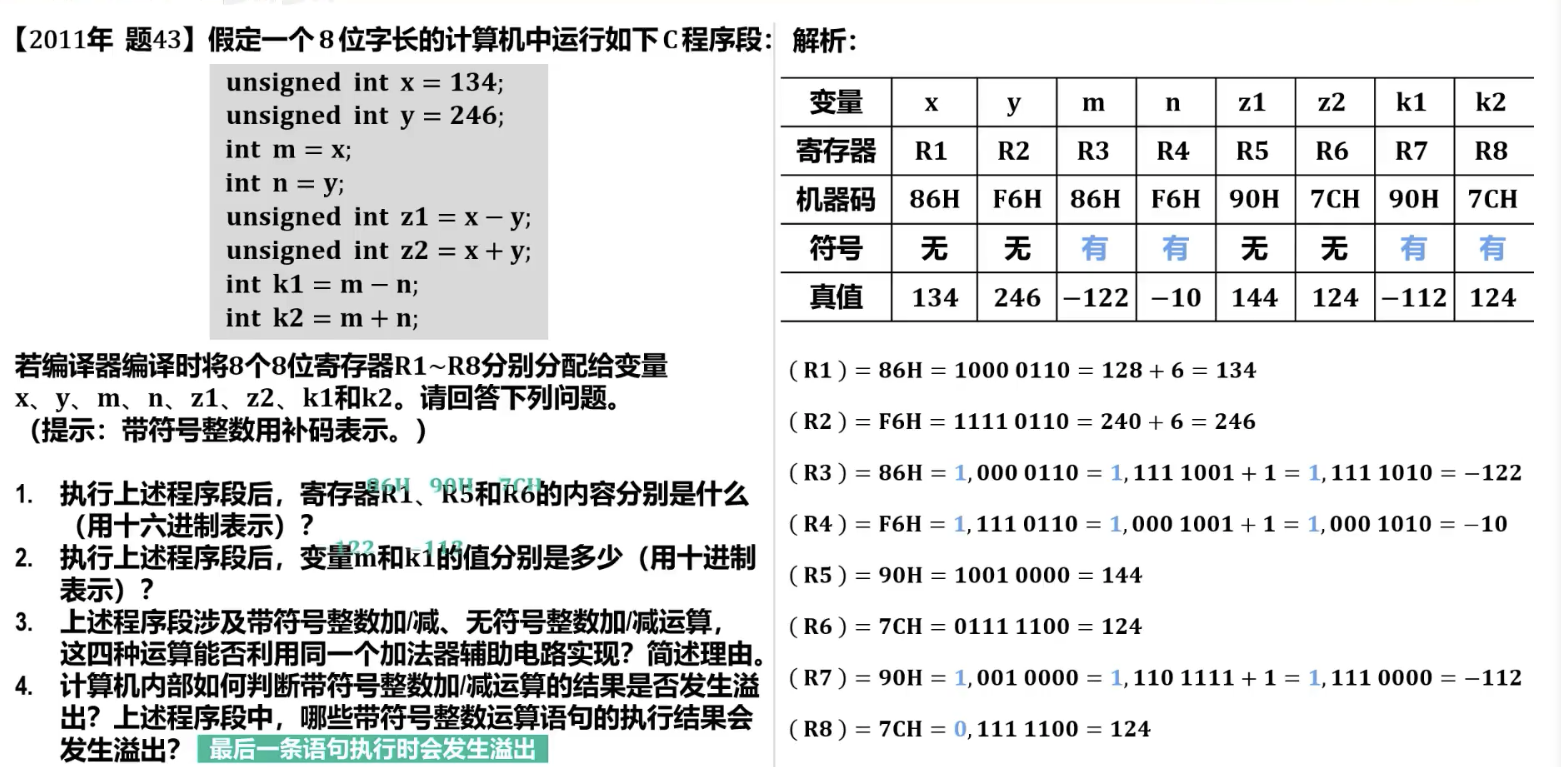 【2011年 题43】假定一个8位字长的计算机中运行如下C程序段：
unsigned int x = 134;
unsigned int y = 246;
int m = x;
int n = y;
unsigned int z1 = x − y;
unsigned int z2 = x + y;
int k1 = m − n;
int k2 = m + n;
若编译器编译时将8个8位寄存器R1~R8分别分配给变量
x、y、m、n、z1、z2、k1和k2。请回答下列问题。
（提示：带符号整数用补码表示。）
86H 90H 7CH
1. 执行上述程序段后，寄存器R1、R5和R6的内容分别是什么
（用十六进制表示）？
2. 执行上述程序段后，变量m和k1的值分别是多少（用十进制
表示）？
3. 上述程序段涉及带符号整数加/减、无符号整数加/减运算，
这四种运算能否利用同一个加法器辅助电路实现？简述理由。
4. 计算机内部如何判断带符号整数加/减运算的结果是否发生溢
出？上述程序段中，哪些带符号整数运算语句的执行结果会
发生溢出？ 最后一条语句执行时会发生溢出
解析：
变量 x y m n z1 z2 k1 k2
寄存器 R1 R2 R3 R4 R5 R6 R7 R8
机器码 86H F6H 86H F6H 90H 7CH 90H 7CH
符号 无 无 有 有 无 无 有 有
真值 134 246 −122 −10 144 124 −112 124
( R1 ) = 86H = 1000 0110 = 128 + 6 = 134
( R2 ) = F6H = 1111 0110 = 240 + 6 = 246
( R3 ) = 86H = 1, 000 0110 = 1, 111 1001 + 1 = 1, 111 1010 = −122
( R4 ) = F6H = 1, 111 0110 = 1, 000 1001 + 1 = 1, 000 1010 = −10
( R5 ) = 90H = 1001 0000 = 144
( R6 ) = 7CH = 0111 1100 = 124
( R7 ) = 90H = 1, 001 0000 = 1, 110 1111 + 1 = 1, 111 0000 = −112
( R8 ) = 7CH = 0, 111 1100 = 124